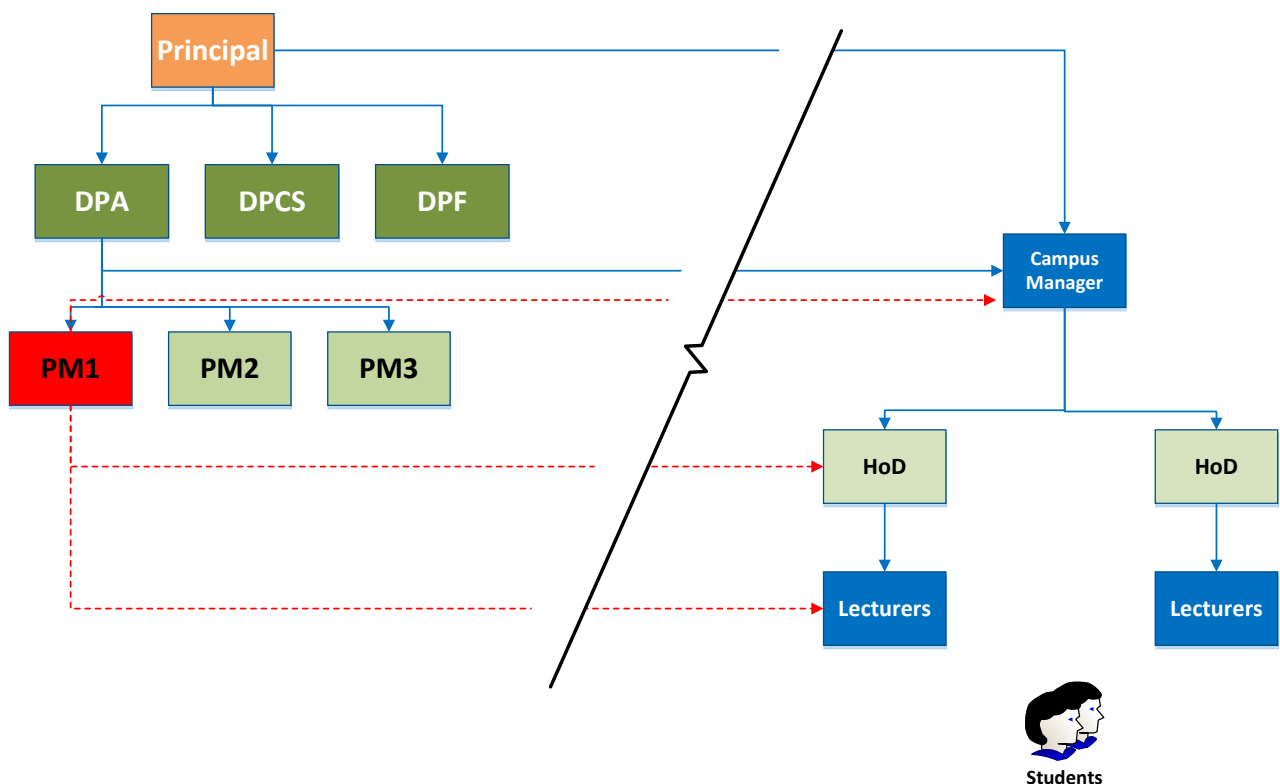 Principal
DPA
DPCS
DPF
Campus
Manager
PM1
PM2
PM3
HoD
HoD
Lecturers
Lecturers
Students